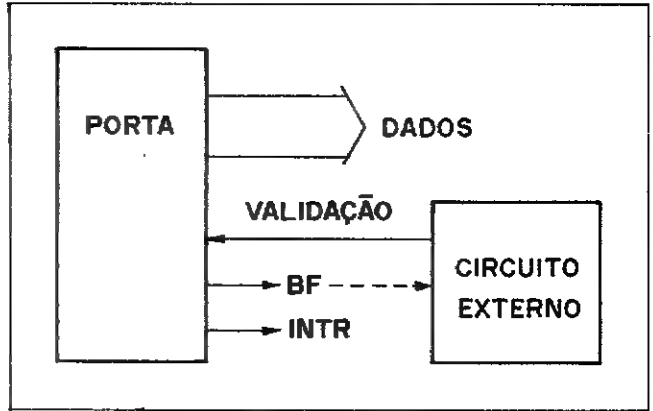 PORTA
DADOS
VALIDAÇÃO
BF
INTR
CIRCUITO
EXTERNO